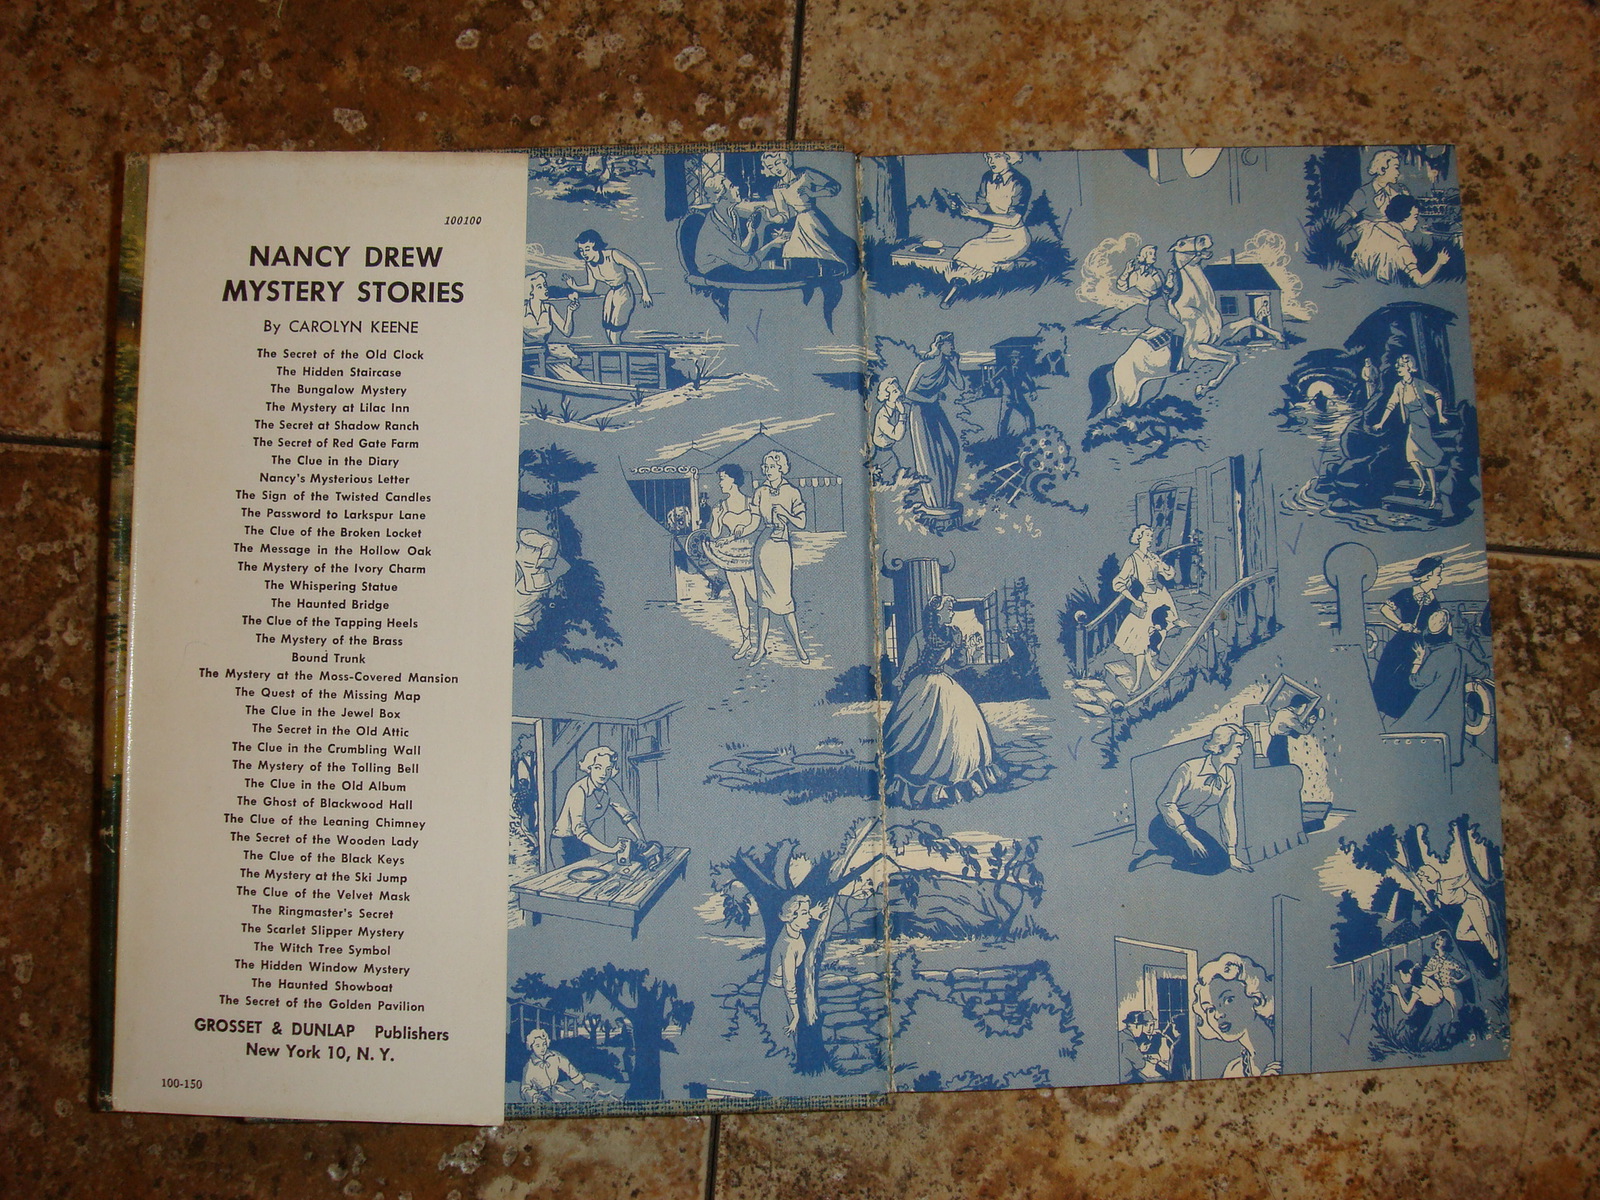 100100
NANCY DREW
MYSTERY STORIES
By CAROLYN KEENE
The Secret of the Old Clock
The Hidden Staircase
The Bungalow Mystery
The Mystery at Lilac Inn
The Secret at Shadow Ranch
The Secret of Red Gate Farm
The Clue in the Diary
Nancy's Mysterious Letter
The Sign of the Twisted Candles
The Password to Larkspur Lane
The Clue of the Broken Locket
The Message in the Hollow Oak
The Mystery of the Ivory Charm
The Whispering Statue
The Haunted Bridge
The Clue of the Tapping Heels
The Mystery of the Brass
Bound Trunk
The Mystery at the Moss-Covered Mansion
The Quest of the Missing Map
The Clue in the Jewel Box
The Secret in the Old Attic
The Clue in the Crumbling Wall
The Mystery of the Tolling Bell
The Clue in the Old Album
The Ghost of Blackwood Hall
The Clue of the Leaning Chimney
The Secret of the Wooden Lady
The Clue of the Black Keys
The Mystery at the Ski Jump
The Clue of the Velvet Mask
The Ringmaster's Secret
The Scarlet Slipper Mystery
The Witch Tree Symbol
The Hidden Window Mystery
The Haunted Showboat
The Secret of the Golden Pavilion
GROSSET & DUNLAP Publishers
New York 10, N. Y.
100-150